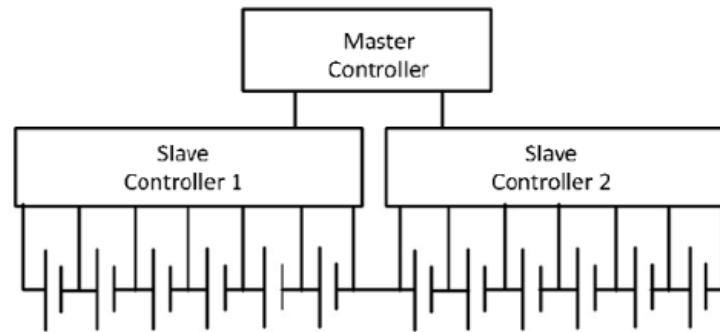 Master
Controller
Slave
Controller 1
Slave
Controller 2